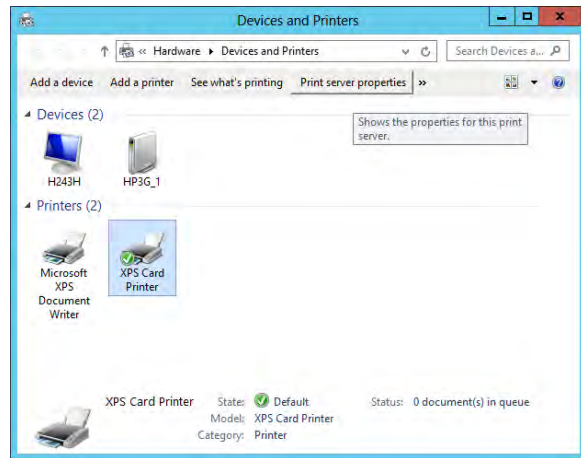 Devices and Printers
« Hardware ▸ Devices and Printers
Search Devices a...
Add a device Add a printer See what's printing Print server properties »
Shows the properties for this print
server.
Devices (2)
H243H HP3G_1
Printers (2)
Microsoft
XPS
Document
Writer
XPS Card
Printer
XPS Card Printer State: Default Status: 0 document(s) in queue
Model: XPS Card Printer
Category: Printer